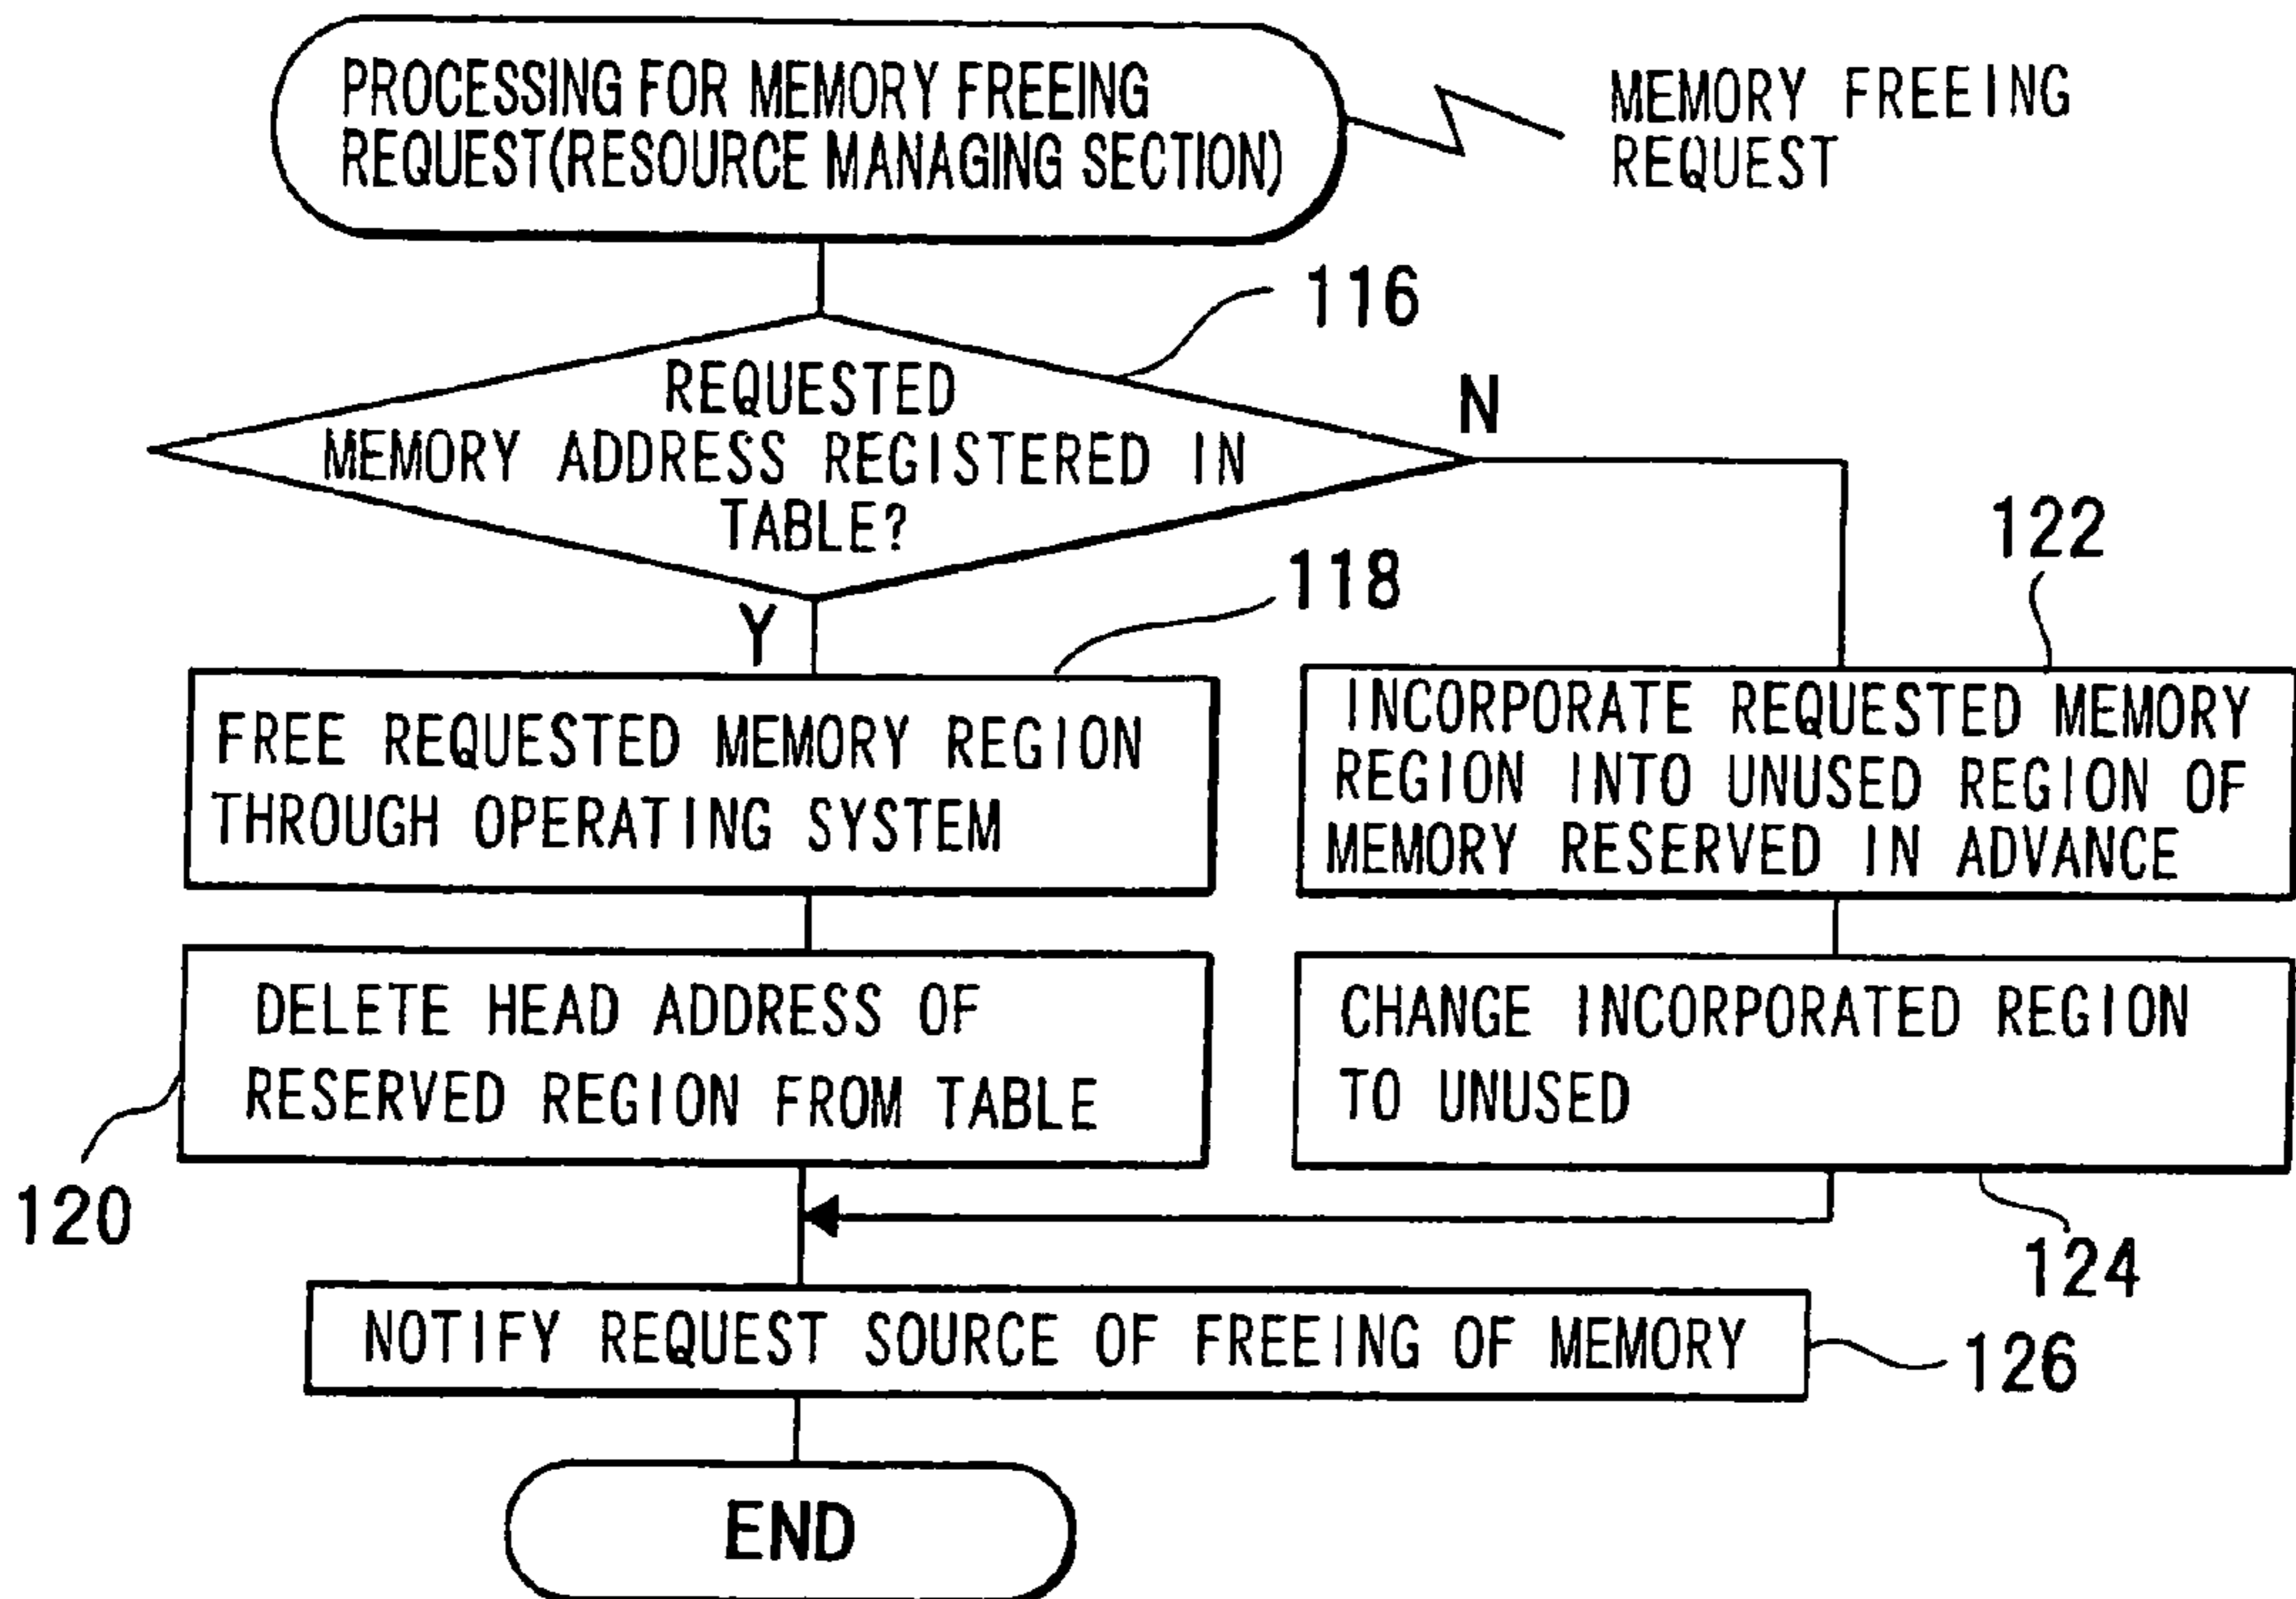 PROCESSING FOR MEMORY FREEING
REQUEST(RESOURCE MANAGING SECTION)
MEMORY FREEING
REQUEST
116
REQUESTED
MEMORY ADDRESS REGISTERED IN
TABLE?
N
Y
118
122
FREE REQUESTED MEMORY REGION
THROUGH OPERATING SYSTEM
INCORPORATE REQUESTED MEMORY
REGION INTO UNUSED REGION OF
MEMORY RESERVED IN ADVANCE
DELETE HEAD ADDRESS OF
RESERVED REGION FROM TABLE
120
CHANGE INCORPORATED REGION
TO UNUSED
124
NOTIFY REQUEST SOURCE OF FREEING OF MEMORY
126
END